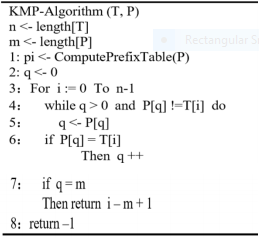 KMP-Algorithm (T, P)
n <- length[T]
m <- length[P]
1: pi <- ComputePrefixTable(P)
2: q <- 0
3: For i := 0 To n-1
4: while q > 0 and P[q] !=T[i] do
5: q <- P[q]
6: if P[q] = T[i]
Then q ++
7: if q = m
Then return i – m + 1
8: return –1
Rectangular